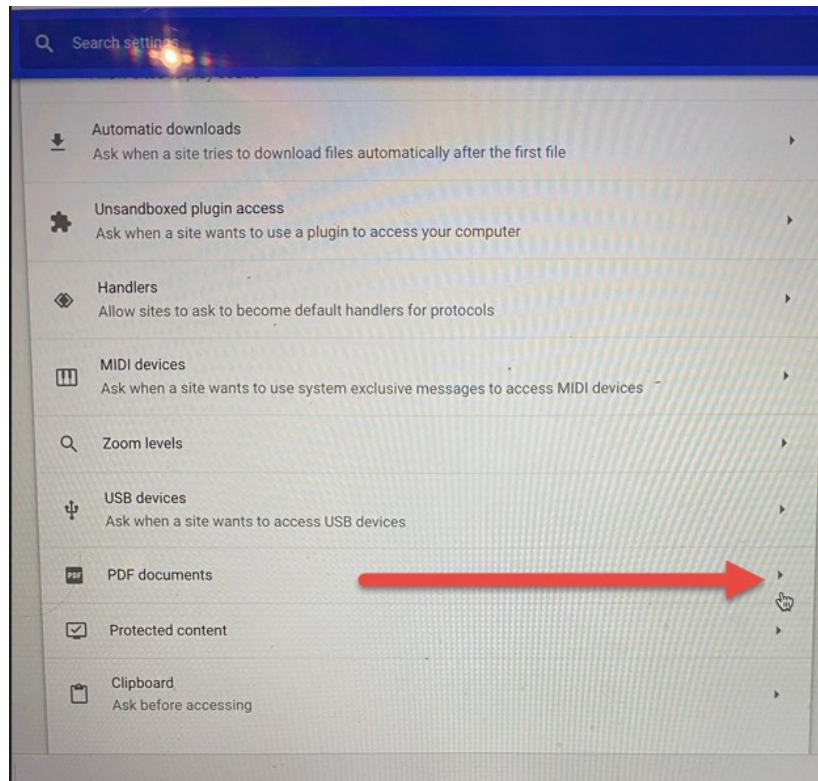 Search settings
Automatic downloads
Ask when a site tries to download files automatically after the first file
Unsandboxed plugin access
Ask when a site wants to use a plugin to access your computer
Handlers
Allow sites to ask to become default handlers for protocols
MIDI devices
Ask when a site wants to use system exclusive messages to access MIDI devices
Zoom levels
USB devices
Ask when a site wants to access USB devices
PDF
PDF documents
Protected content
Clipboard
Ask before accessing